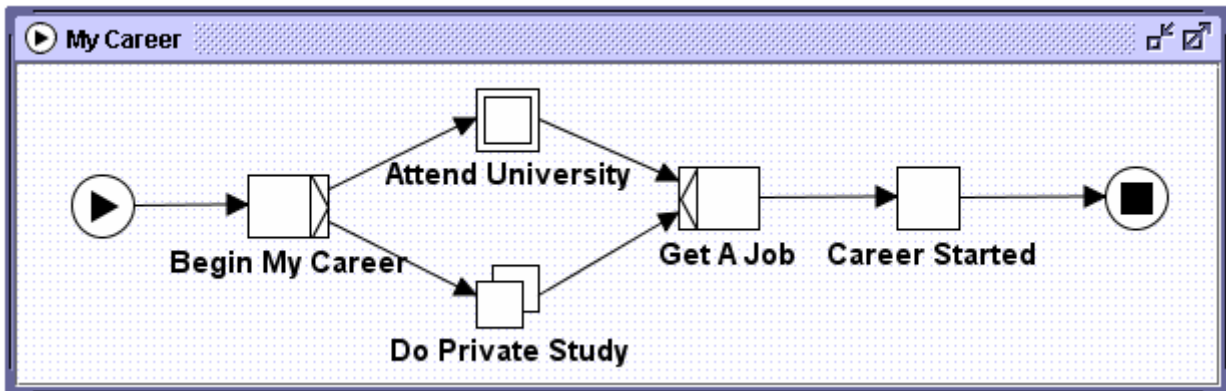 My Career
Attend University
Begin My Career
Get A Job
Career Started
Do Private Study